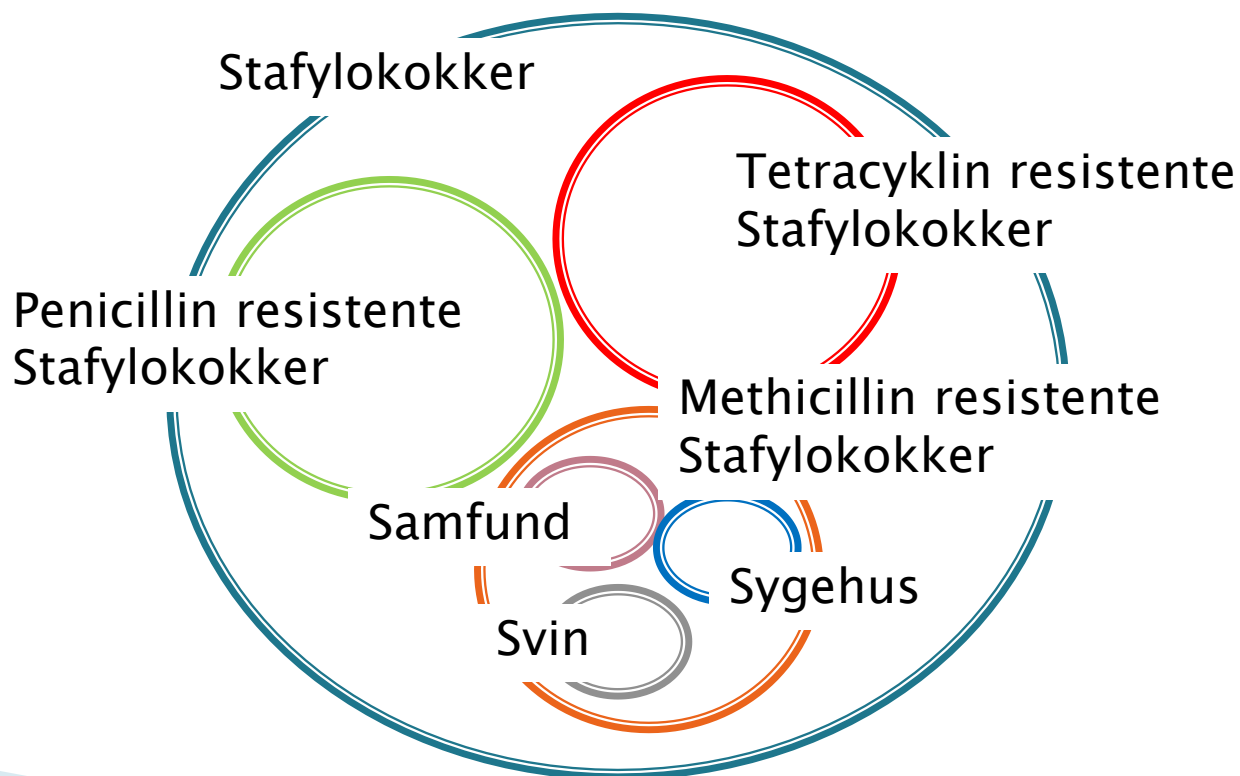 Stafylokokker
Tetracyklin resistente
Stafylokokker
Penicillin resistente
Stafylokokker
Methicillin resistente
Stafylokokker
Samfund
Sygehus
Svin